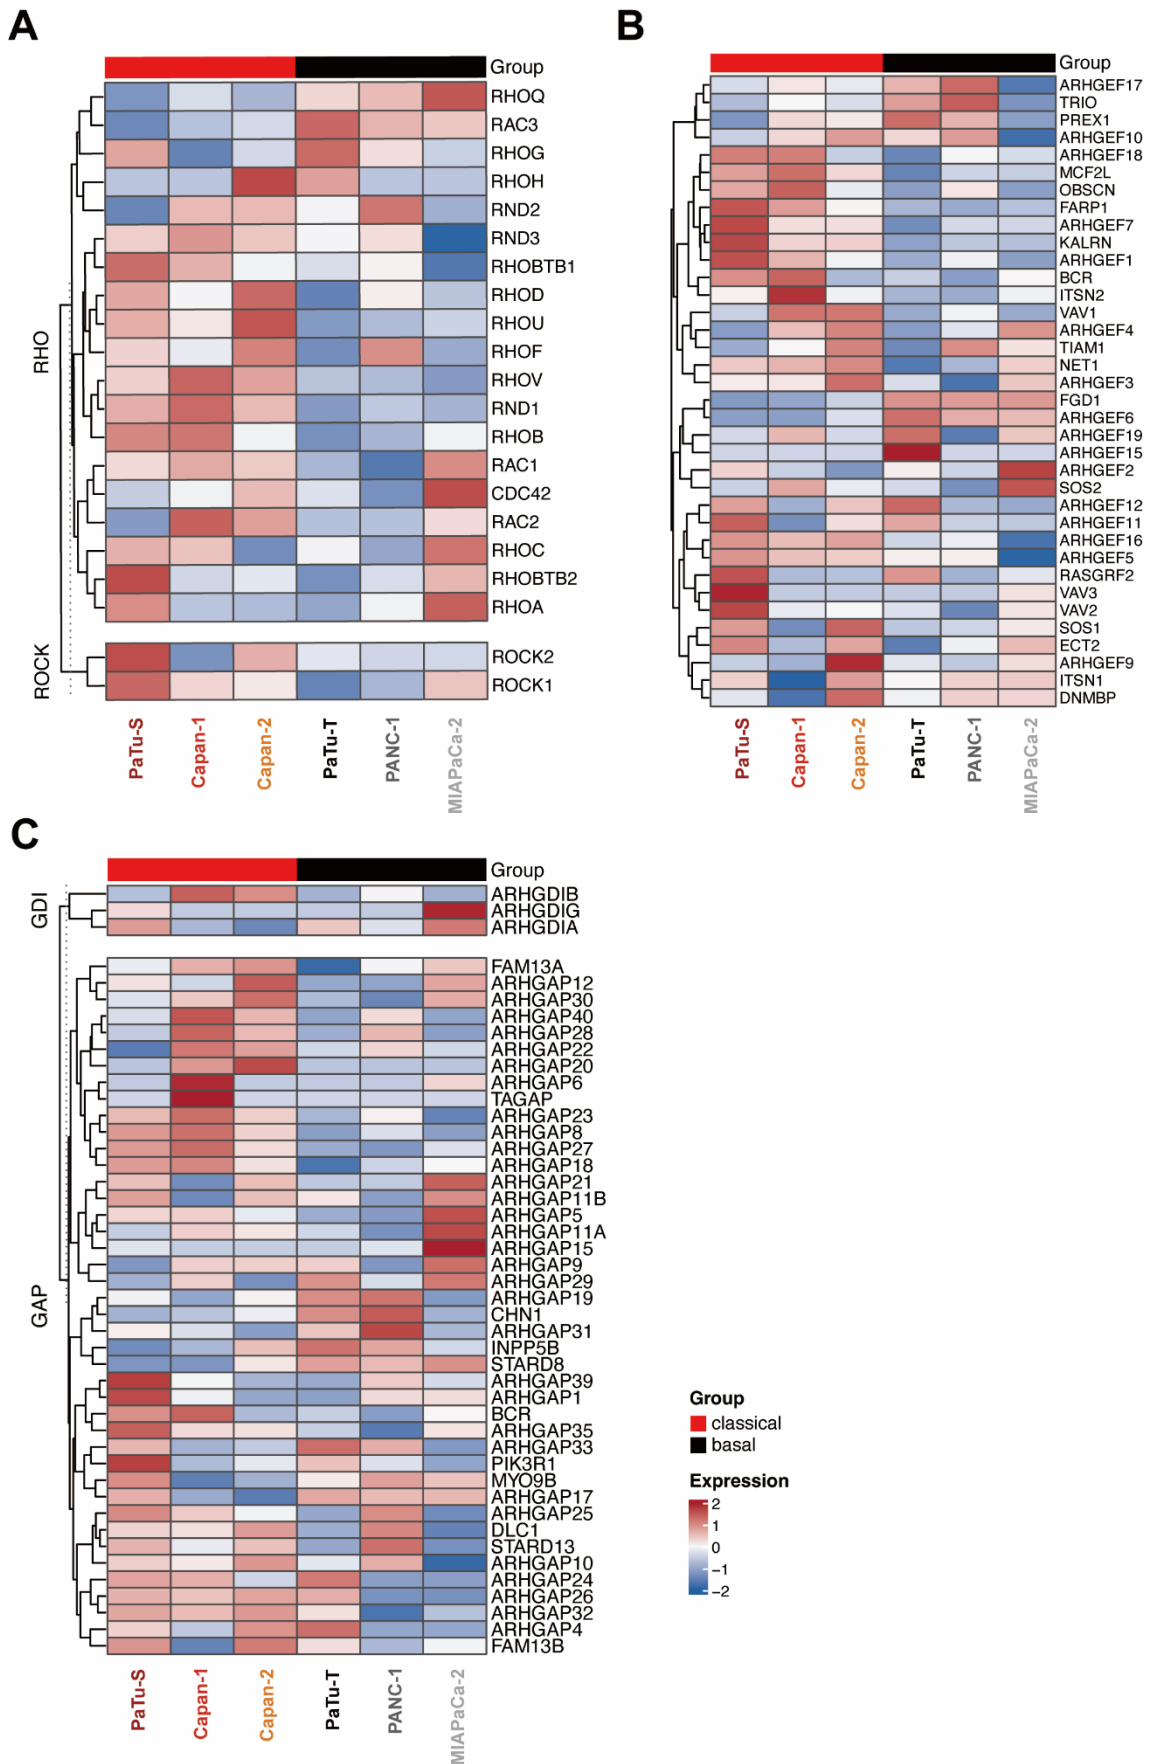 A
Group
RHOQ
RAC3
RHOG
RHOH
RND2
RND3
RHOBTB1
RHOD
RHOU
RHOF
RHOV
RND1
RHOB
RAC1
CDC42
RAC2
RHOC
RHOBTB2
RHOA
RHO
ROCK2
ROCK1
ROCK
PaTu-S
Capan-1
Capan-2
PaTu-T
PANC-1
MIAPaCa-2
B
Group
ARHGEF17
TRIO
PREX1
ARHGEF10
ARHGEF18
MCF2L
OBSCN
FARP1
ARHGEF7
KALRN
ARHGEF1
BCR
ITSN2
VAV1
ARHGEF4
TIAM1
NET1
ARHGEF3
FGD1
ARHGEF6
ARHGEF19
ARHGEF15
ARHGEF2
SOS2
ARHGEF12
ARHGEF11
ARHGEF16
ARHGEF5
RASGRF2
VAV3
VAV2
SOS1
ECT2
ARHGEF9
ITSN1
DNMBP
PaTu-S
Capan-1
Capan-2
PaTu-T
PANC-1
MIAPaCa-2
C
Group
GDI
ARHGDIB
ARHGDIG
ARHGDIA
GAP
FAM13A
ARHGAP12
ARHGAP30
ARHGAP40
ARHGAP28
ARHGAP22
ARHGAP20
ARHGAP6
TAGAP
ARHGAP23
ARHGAP8
ARHGAP27
ARHGAP18
ARHGAP21
ARHGAP11B
ARHGAP5
ARHGAP11A
ARHGAP15
ARHGAP9
ARHGAP29
ARHGAP19
CHN1
ARHGAP31
INPP5B
STARD8
ARHGAP39
ARHGAP1
BCR
ARHGAP35
ARHGAP33
PIK3R1
MYO9B
ARHGAP17
ARHGAP25
DLC1
STARD13
ARHGAP10
ARHGAP24
ARHGAP26
ARHGAP32
ARHGAP4
FAM13B
PaTu-S
Capan-1
Capan-2
PaTu-T
PANC-1
MIAPaCa-2
Group
classical
basal
Expression
2
1
0
−1
−2